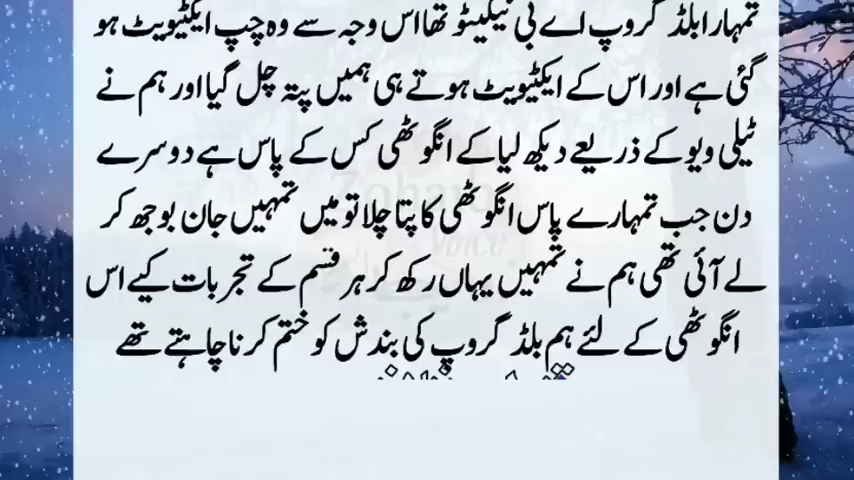 تمہارا بلڈ گروپ اے بی نیگیٹو تھا اس وجہ سے وہ چپ ایکٹیویٹ ہو
گئی ہے اور اس کے ایکٹیویٹ ہوتے ہی ہمیں پتہ چل گیا اور ہم نے
ٹیلی ویو کے ذریعے دیکھ لیا کے انگوٹھی کس کے پاس ہے دوسرے
دن جب تمہارے پاس انگوٹھی کا پتا چلا تو میں تمہیں جان بوجھ کر
لے آئی تھی ہم نے تمہیں یہاں رکھ کر ہر قسم کے تجربات کیے اس
انگوٹھی کے لئے ہم بلڈ گروپ کی بندش کو ختم کرنا چاہتے تھے